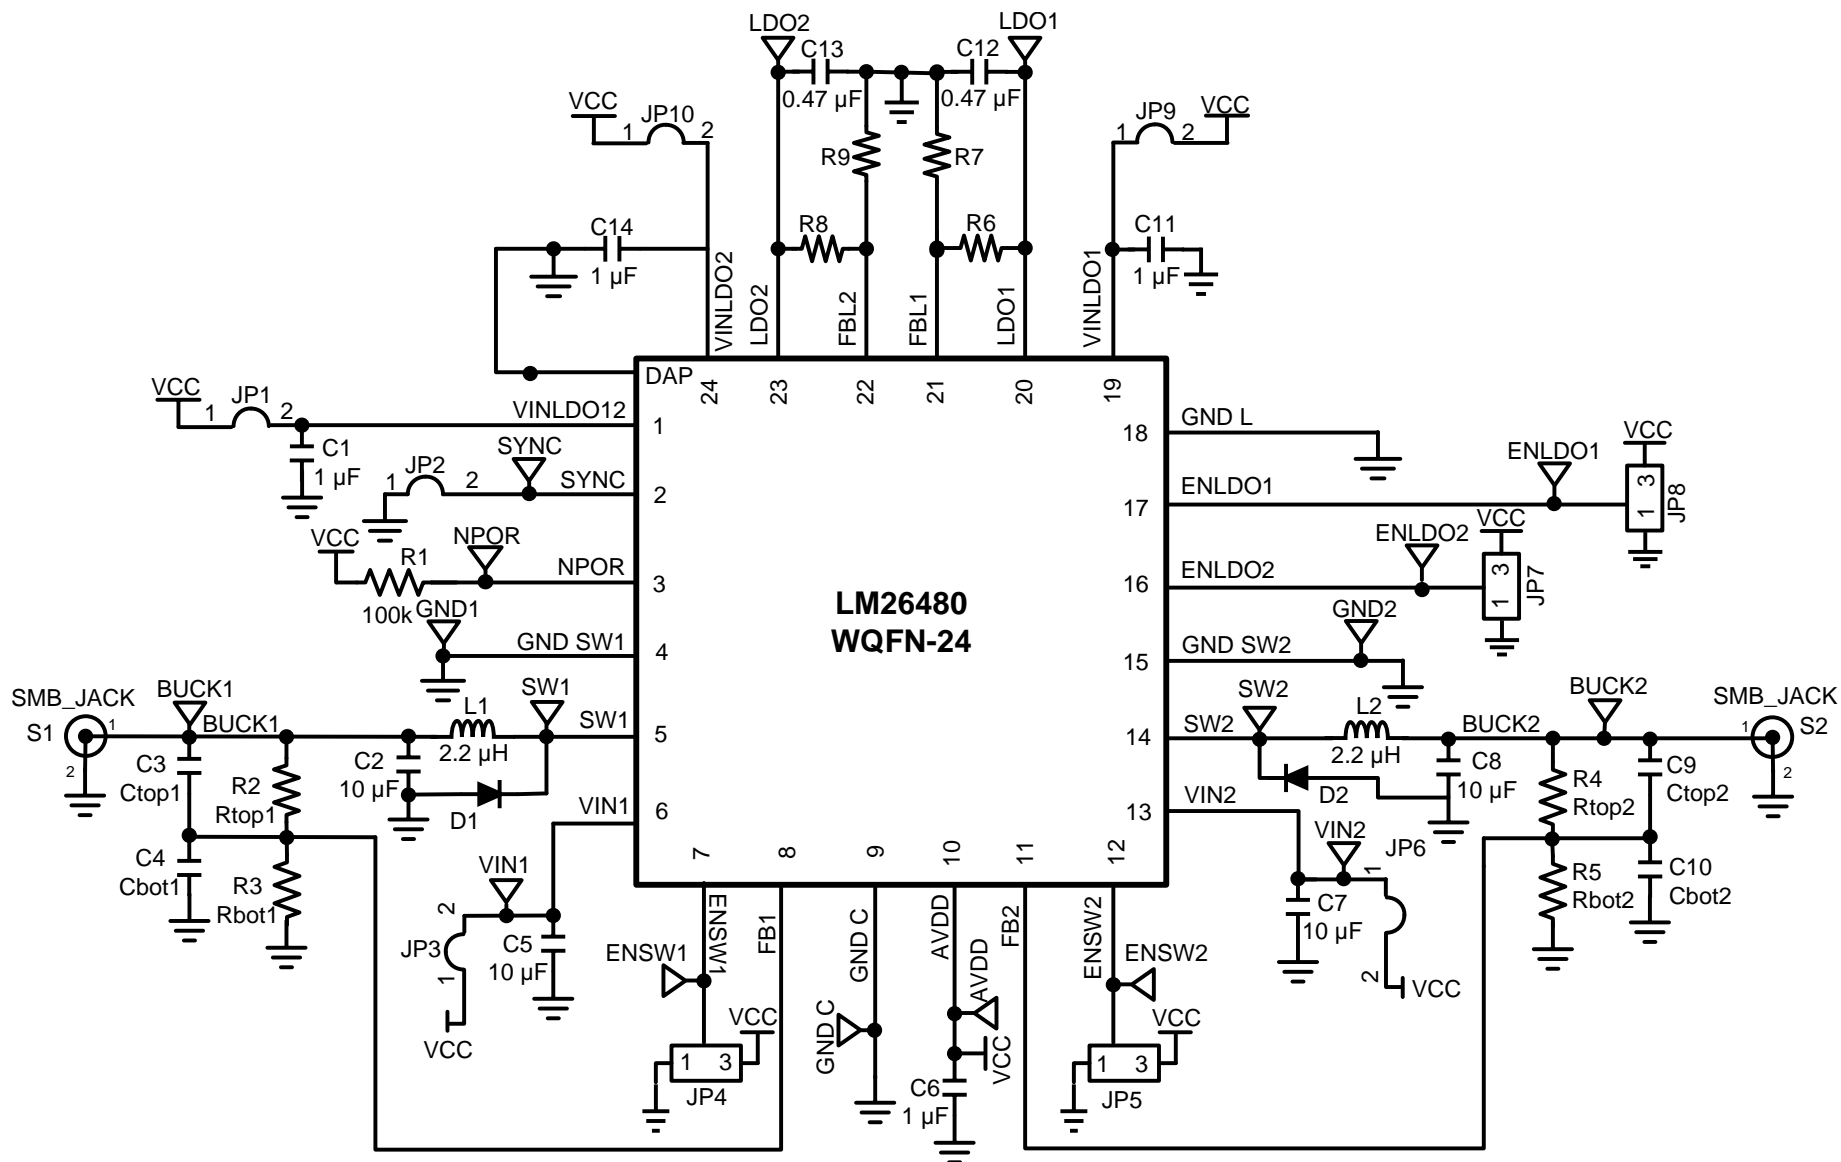 LDO2
LDO1
C13
C12
0.47 µF
0.47 µF
VCC
JP10
1
2
JP9
VCC
1
2
R9
R7
R8
R6
C14
1 µF
C11
1 µF
VINLDO2
LDO2
FBL2
FBL1
LDO1
VINLDO1
DAP
24
23
22
21
20
19
VCC
JP1
1
2
VINLDO12
1
C1
1 µF
JP2
1
2
SYNC
SYNC
2
VCC
R1
100k
NPOR
NPOR
3
GND1
GND SW1
4
LM26480
WQFN-24
18
GND L
17
ENLDO1
ENLDO1
VCC
3
1
JP8
16
ENLDO2
ENLDO2
VCC
3
1
JP7
15
GND SW2
GND2
SMB_JACK
S1
1
2
BUCK1
BUCK1
L1
2.2 µH
SW1
SW1
5
C3
Ctop1
R2
Rtop1
C2
10 µF
D1
VIN1
6
C4
Cbot1
R3
Rbot1
14
SW2
SW2
L2
2.2 µH
BUCK2
BUCK2
SMB_JACK
1
S2
2
D2
C8
10 µF
R4
Rtop2
C9
Ctop2
13
VIN2
VIN2
JP6
1
2
VCC
C7
10 µF
R5
Rbot2
C10
Cbot2
7
8
9
10
11
12
VIN1
2
JP3
1
VCC
C5
10 µF
ENSW1
ENSW1
FB1
GND C
AVDD
FB2
ENSW2
ENSW2
VCC
1
3
JP4
GND C
AVDD
VCC
C6
1 µF
VCC
1
3
JP5